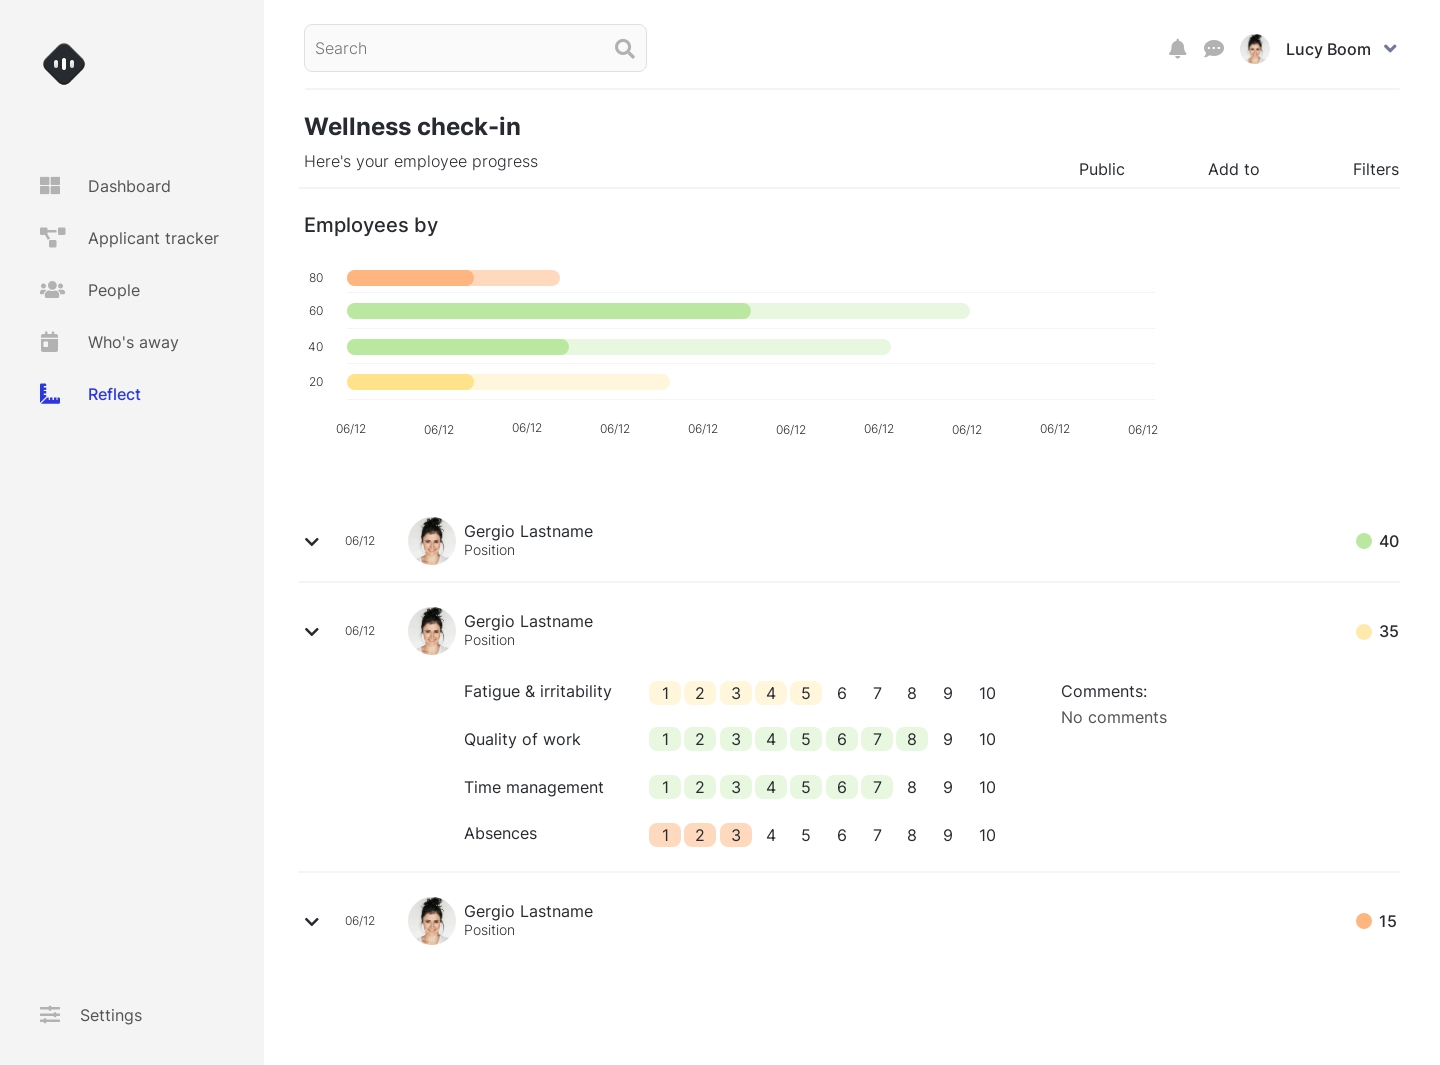 Search
Lucy Boom
Wellness check-in
Here's your employee progress
Public
Add to
Filters
Dashboard
Applicant tracker
People
Who's away
Reflect
Settings
Employees by
80
60
40
20
06/12 06/12 06/12 06/12 06/12 06/12 06/12 06/12 06/12 06/12
06/12
Gergio Lastname
Position
40
06/12
Gergio Lastname
Position
35
Fatigue & irritability 1 2 3 4 5 6 7 8 9 10
Quality of work 1 2 3 4 5 6 7 8 9 10
Time management 1 2 3 4 5 6 7 8 9 10
Absences 1 2 3 4 5 6 7 8 9 10
Comments:
No comments
06/12
Gergio Lastname
Position
15